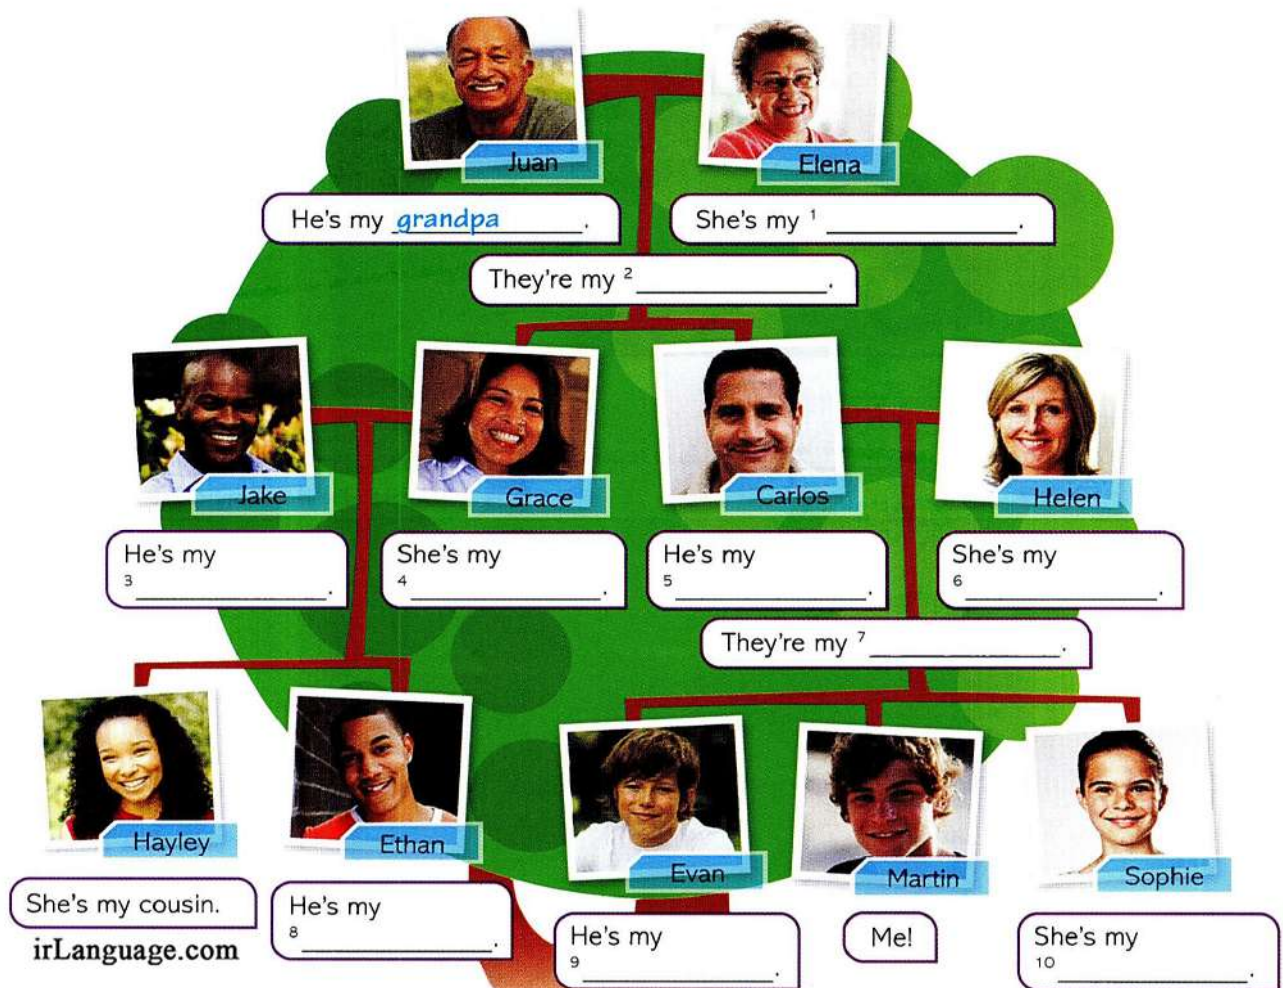 Juan
Elena
He's my grandpa.
She's my 1 ____________.
They're my 2 ____________.
Jake
Grace
Carlos
Helen
He's my
3 ____________.
She's my
4 ____________.
He's my
5 ____________.
She's my
6 ____________.
They're my 7 ____________.
Hayley
Ethan
Evan
Martin
Sophie
She's my cousin.
He's my
8 ____________.
He's my
9 ____________.
Me!
She's my
10 ____________.
irLanguage.com